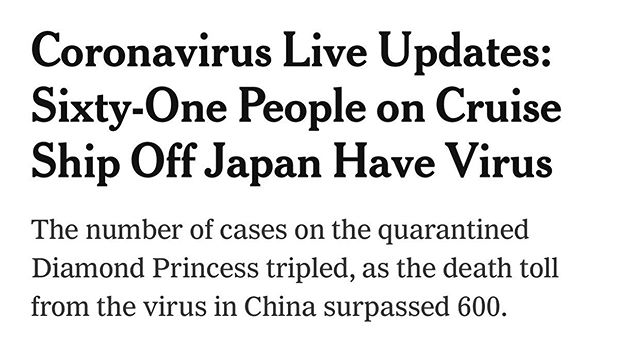 Coronavirus Live Updates:
Sixty-One People on Cruise
Ship Off Japan Have Virus
The number of cases on the quarantined
Diamond Princess tripled, as the death toll
from the virus in China surpassed 600.